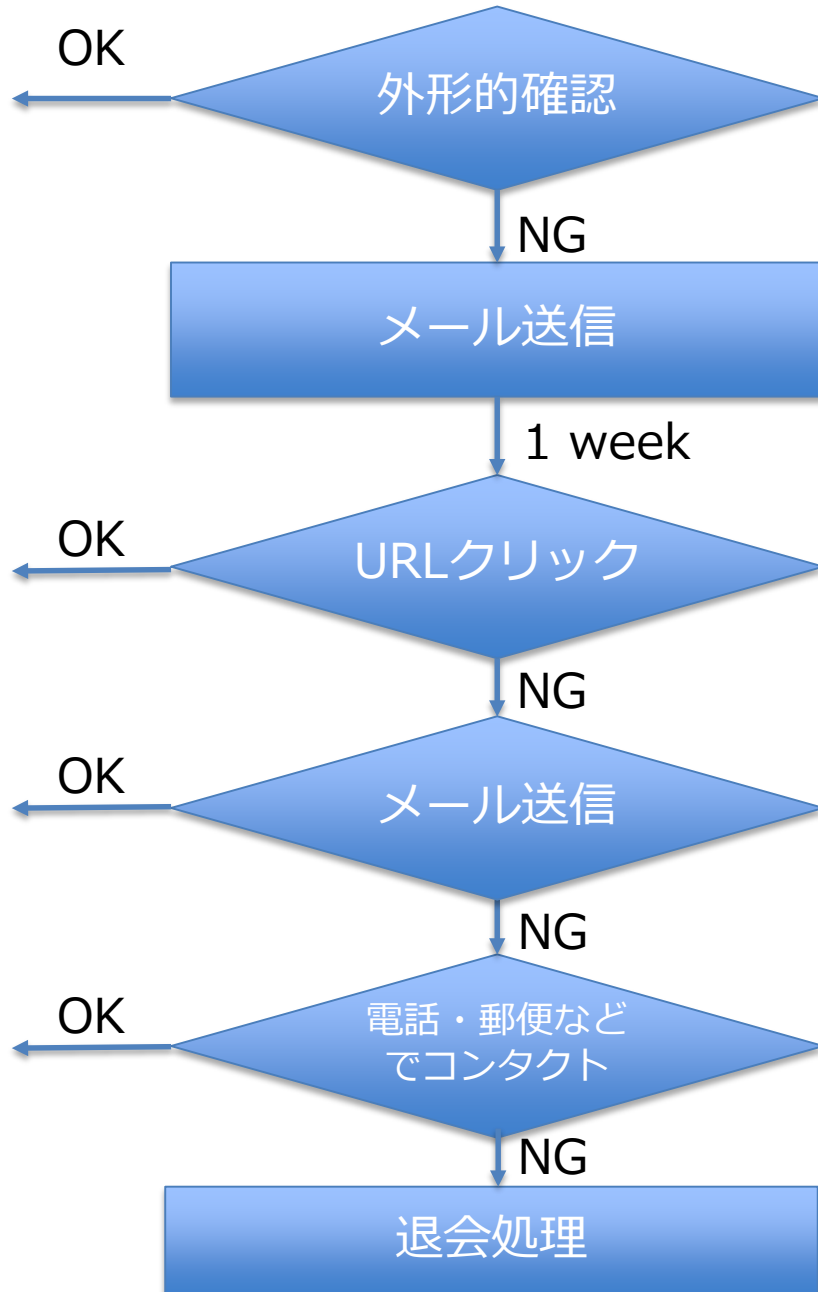 OK
外形的確認
NG
メール送信
1 week
OK
URLクリック
NG
OK
メール送信
NG
OK
電話・郵便など
でコンタクト
NG
退会処理